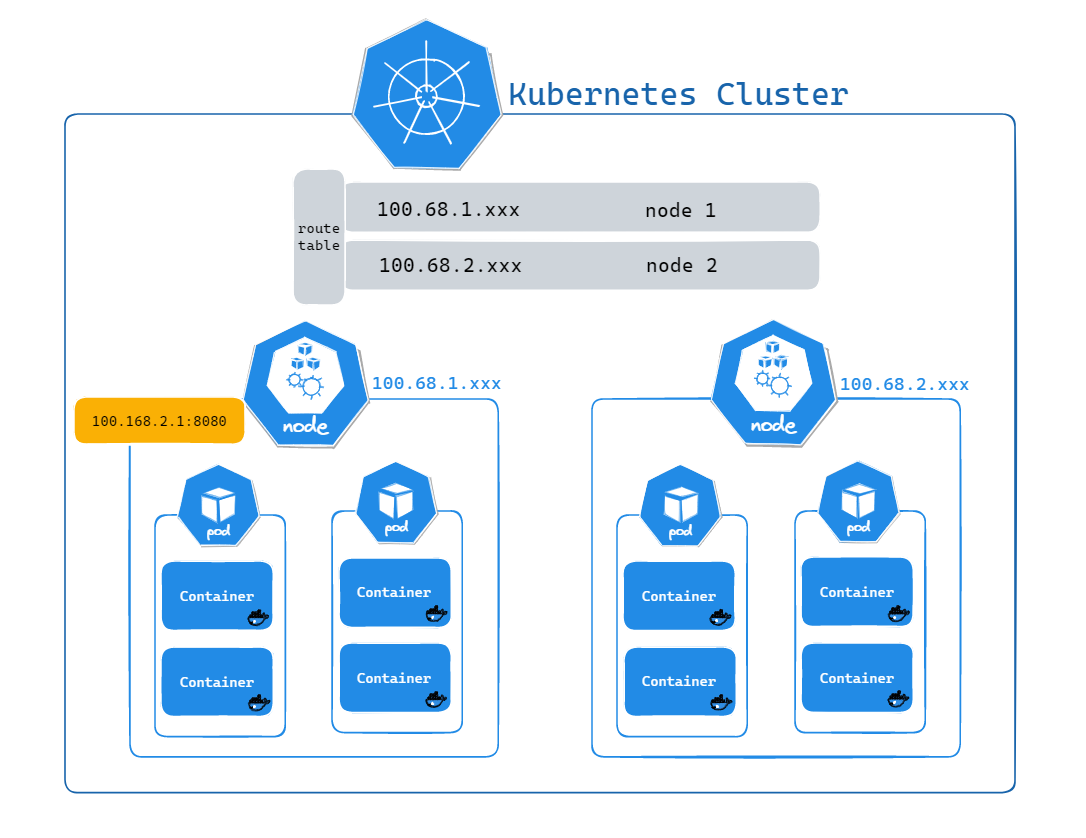 Kubernetes Cluster
route
table
100.68.1.xxx node 1
100.68.2.xxx node 2
100.68.1.xxx
100.68.2.xxx
100.168.2.1:8080
node
node
pod
pod
pod
pod
Container
Container
Container
Container
Container
Container
Container
Container